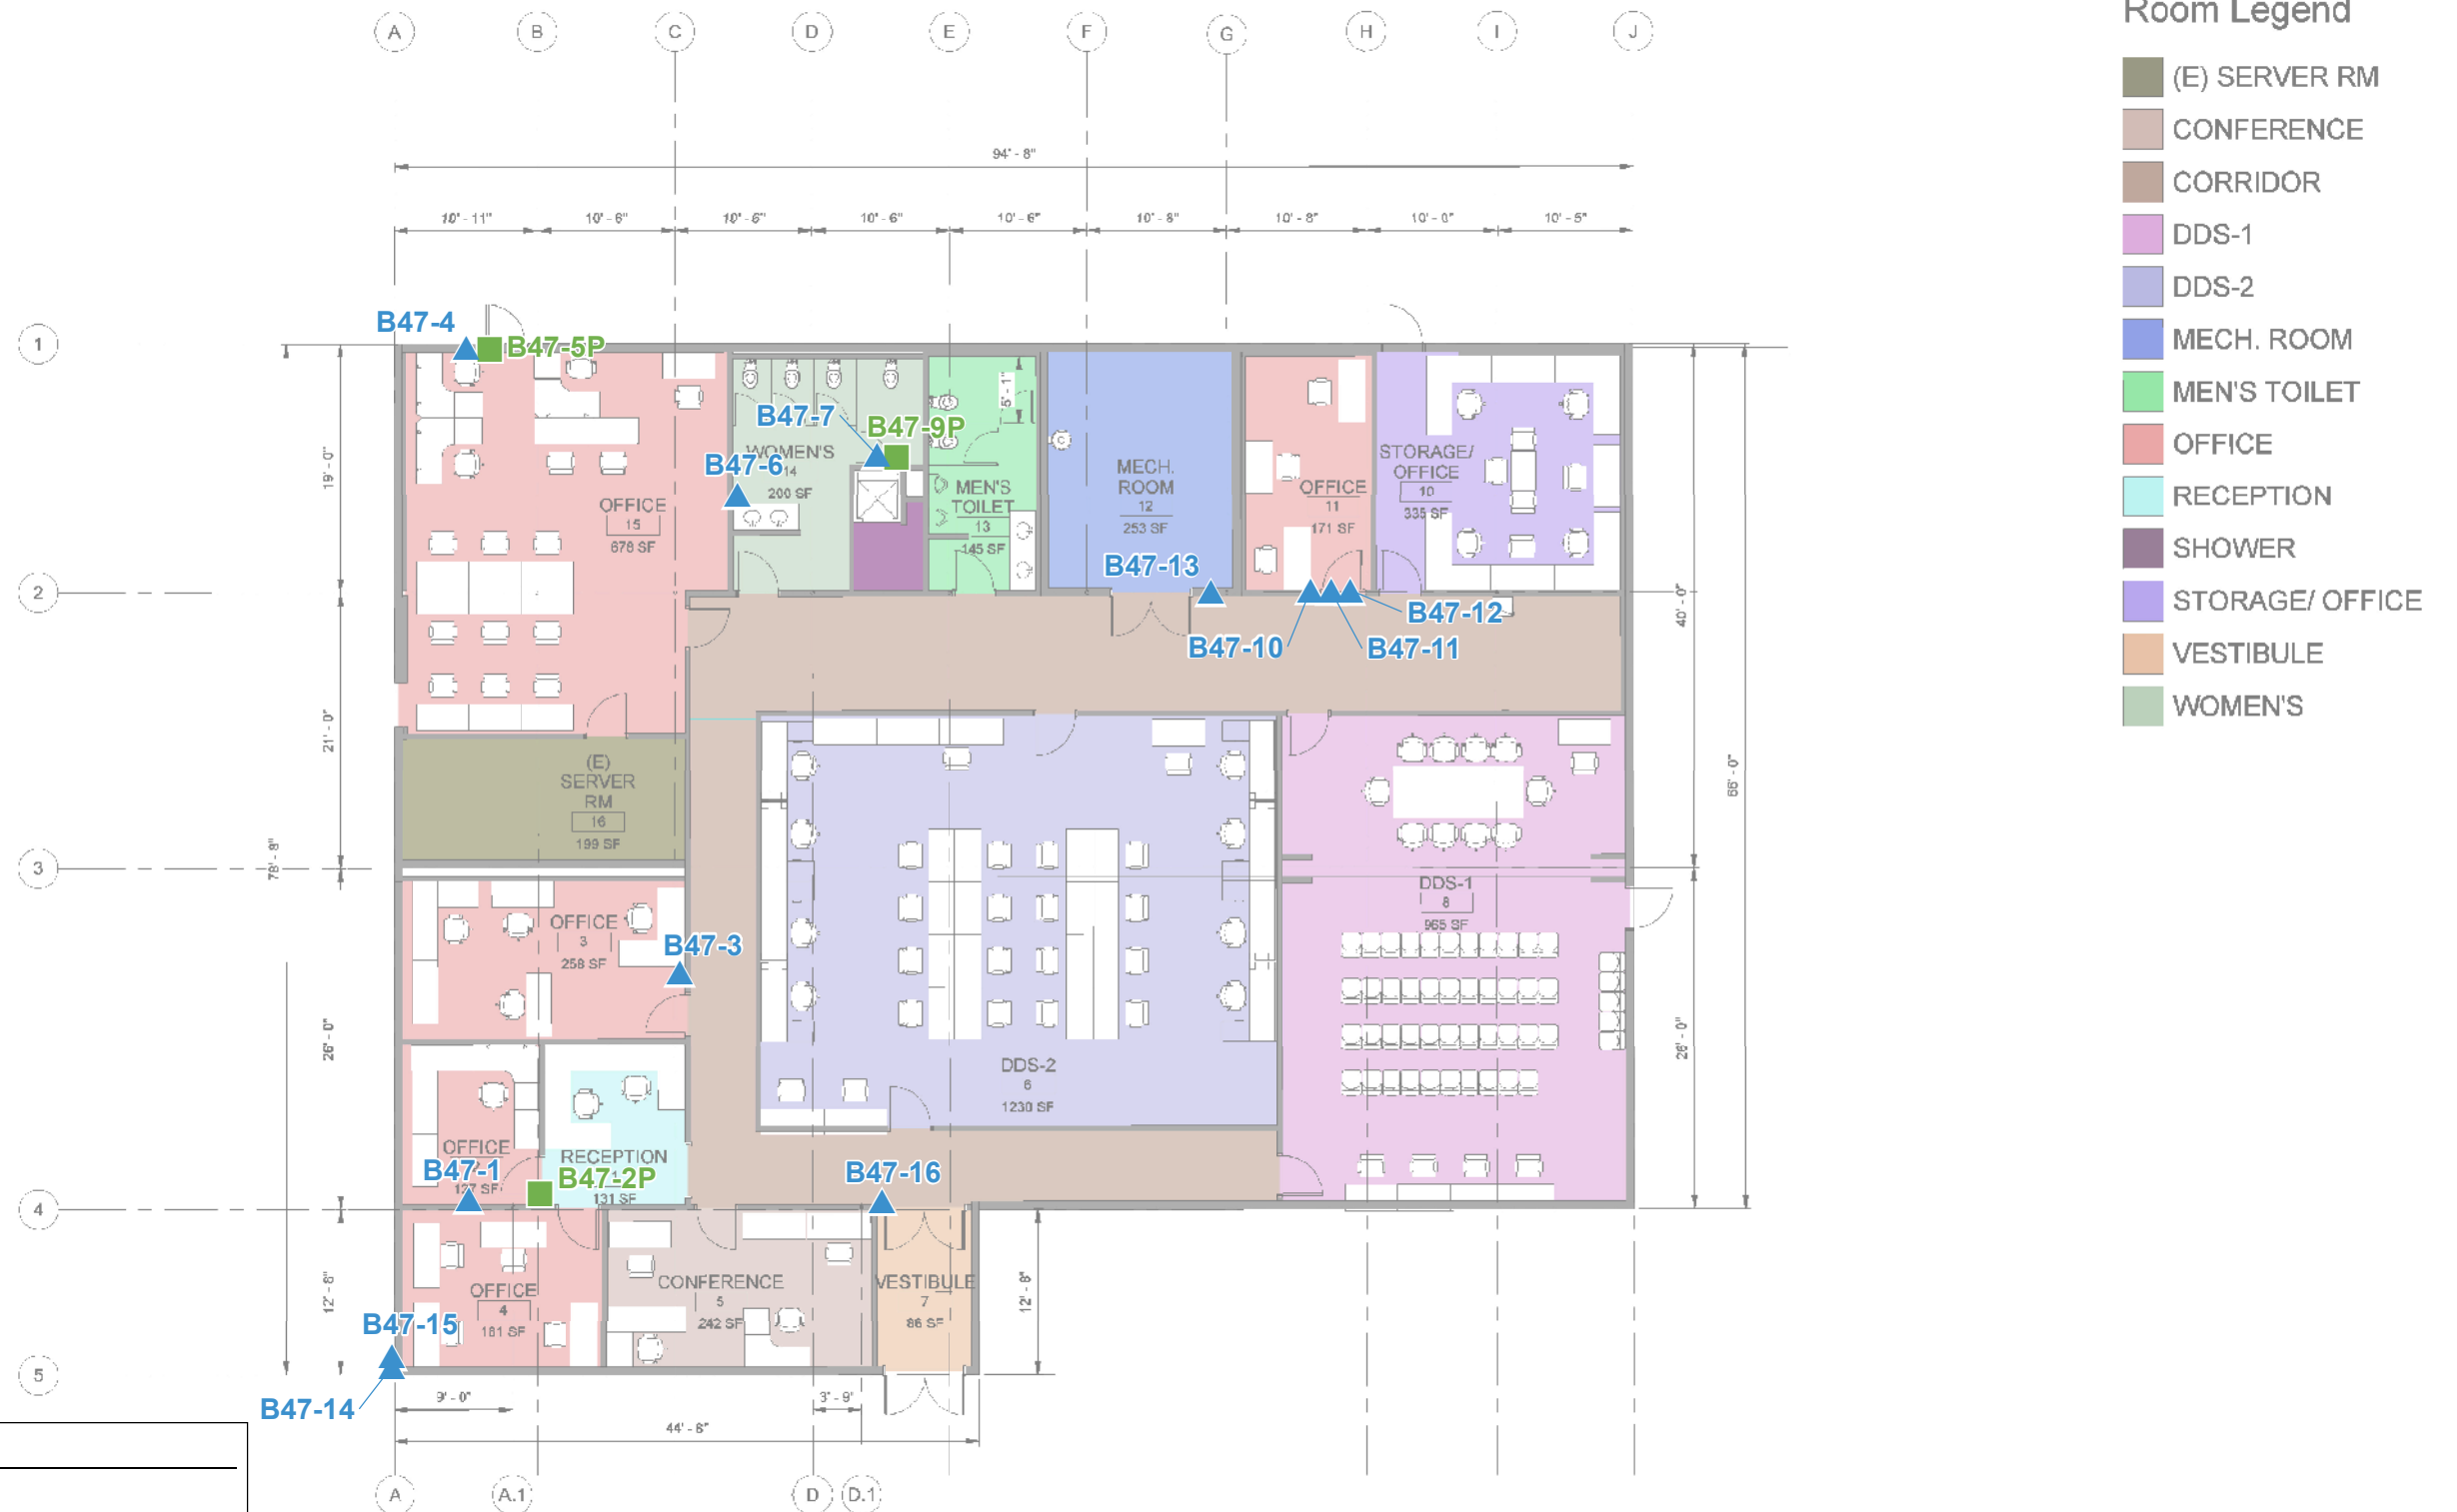 A B C D E F G H I J
Room Legend
(E) SERVER RM
CONFERENCE
CORRIDOR
DDS-1
DDS-2
MECH. ROOM
MEN'S TOILET
OFFICE
RECEPTION
SHOWER
STORAGE/ OFFICE
VESTIBULE
WOMEN'S
94' - 8"
10' - 11" 10' - 6" 10' - 6" 10' - 6" 10' - 6" 10' - 8" 10' - 8" 10' - 0" 10' - 5"
1
B47-4
B47-5P
5' - 1"
B47-7
B47-9P
B47-6
WOMEN'S
14
200 SF
19' - 0"
OFFICE
15
678 SF
MEN'S
TOILET
13
145 SF
MECH.
ROOM
12
253 SF
OFFICE
11
171 SF
STORAGE/
OFFICE
10
335 SF
B47-13
2
B47-12
B47-10
B47-11
40' - 0"
21' - 0"
66' - 0"
(E)
SERVER
RM
16
199 SF
78' - 8"
3
DDS-1
8
965 SF
OFFICE
3
258 SF
B47-3
26' - 0"
26' - 0"
DDS-2
6
1230 SF
OFFICE
B47-1
RECEPTION
B47-2P
131 SF
B47-16
4
OFFICE
4
181 SF
CONFERENCE
5
242 SF
VESTIBULE
7
86 SF
12' - 8"
12' - 8"
B47-15
5
B47-14
9' - 0"
3' - 9"
44' - 8"
A A.1 D D.1